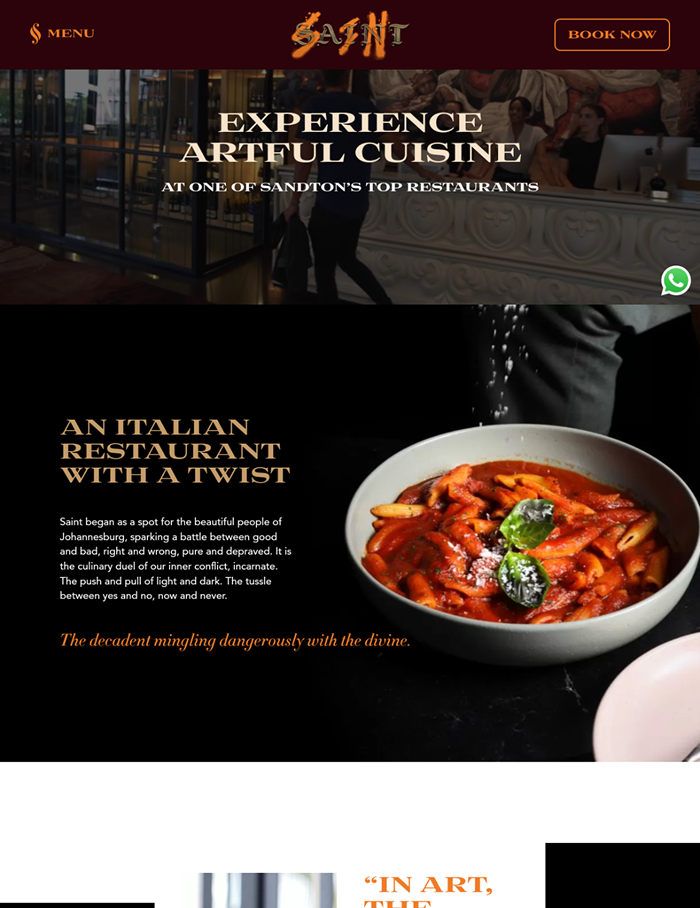 MENU
SAINT
BOOK NOW
EXPERIENCE
ARTFUL CUISINE
AT ONE OF SANDTON'S TOP RESTAURANTS
AN ITALIAN
RESTAURANT
WITH A TWIST
Saint began as a spot for the beautiful people of
Johannesburg, sparking a battle between good
and bad, right and wrong, pure and depraved. It is
the culinary duel of our inner conflict, incarnate.
The push and pull of light and dark. The tussle
between yes and no, now and never.
The decadent mingling dangerously with the divine.
“IN ART,
THE